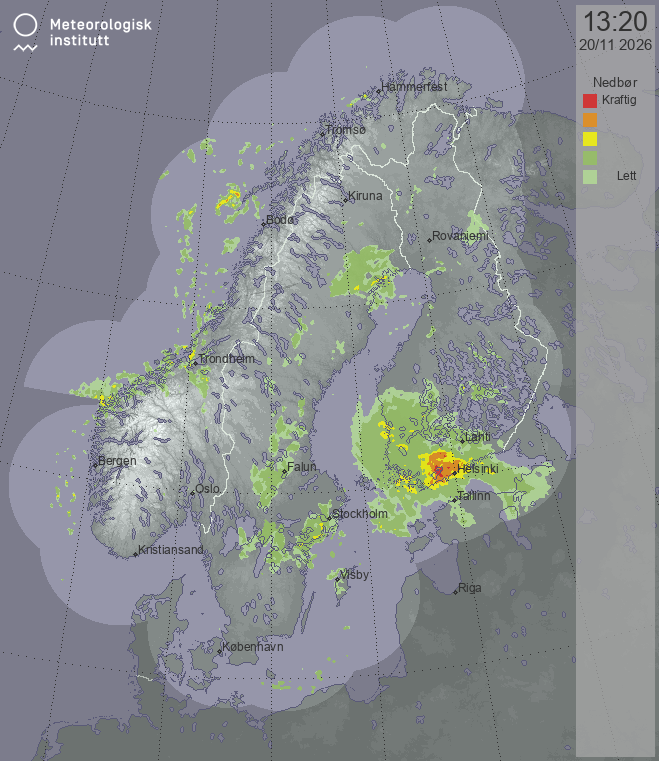 Meteorologisk
institutt
13:20
20/11 2026
Nedbør
Kraftig
Lett
Hammerfest
Tromsø
Kiruna
Bodø
Rovaniemi
Trondheim
Lahti
Bergen
Falun
Helsinki
Oslo
Tallinn
Stockholm
Kristiansand
Visby
Riga
København